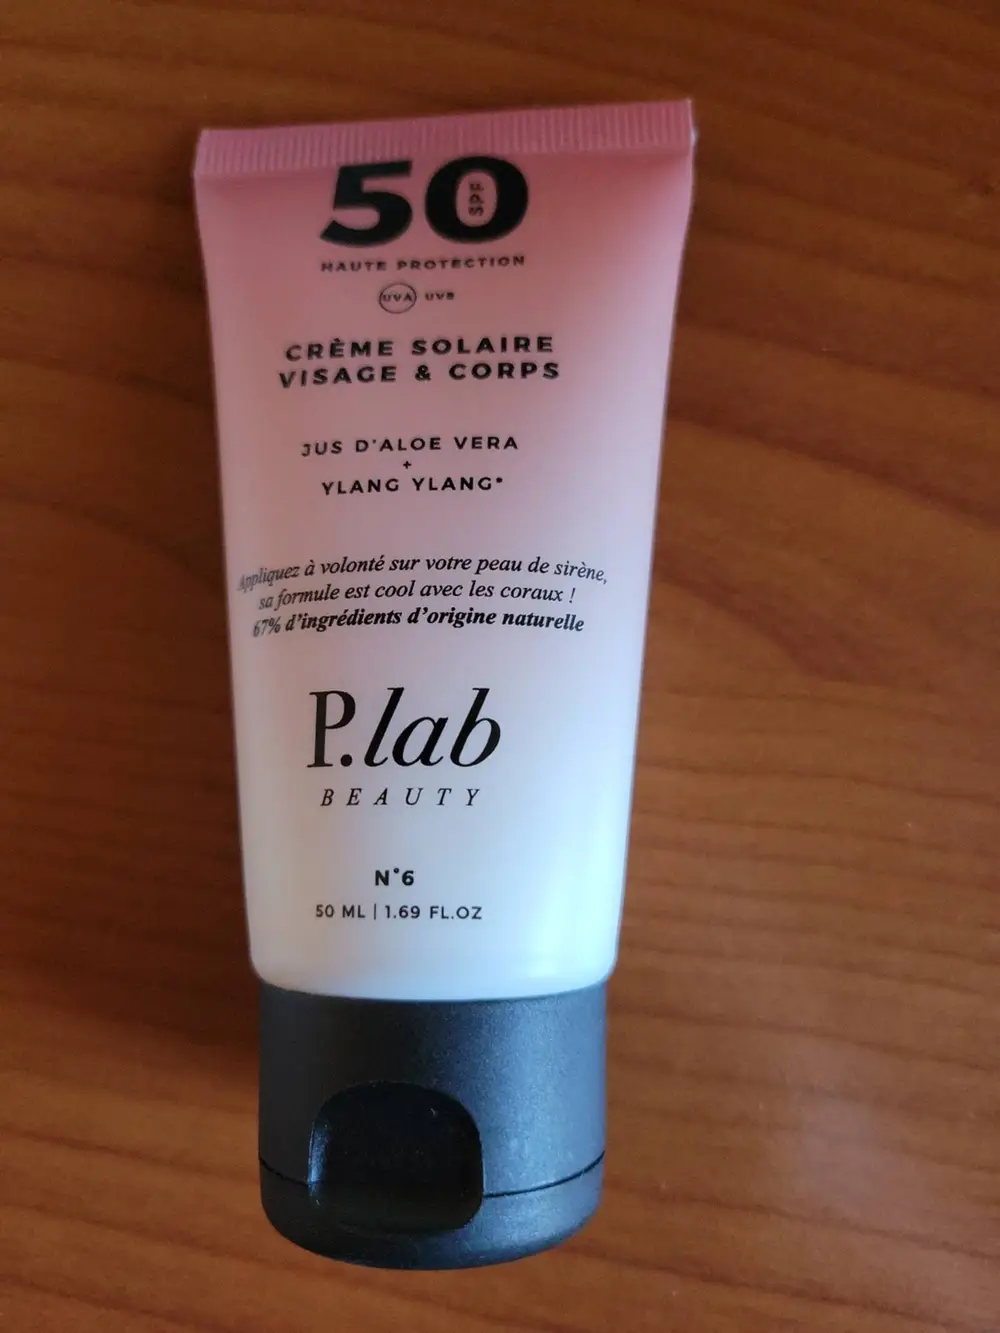 50
SPF
HAUTE PROTECTION
UVA UVB
CRÈME SOLAIRE
VISAGE & CORPS
JUS D'ALOE VERA
+
YLANG YLANG*
Appliquez à volonté sur votre peau de sirène,
sa formule est cool avec les coraux !
67% d'ingrédients d'origine naturelle
P.lab
BEAUTY
N°6
50 ML | 1.69 FL.OZ